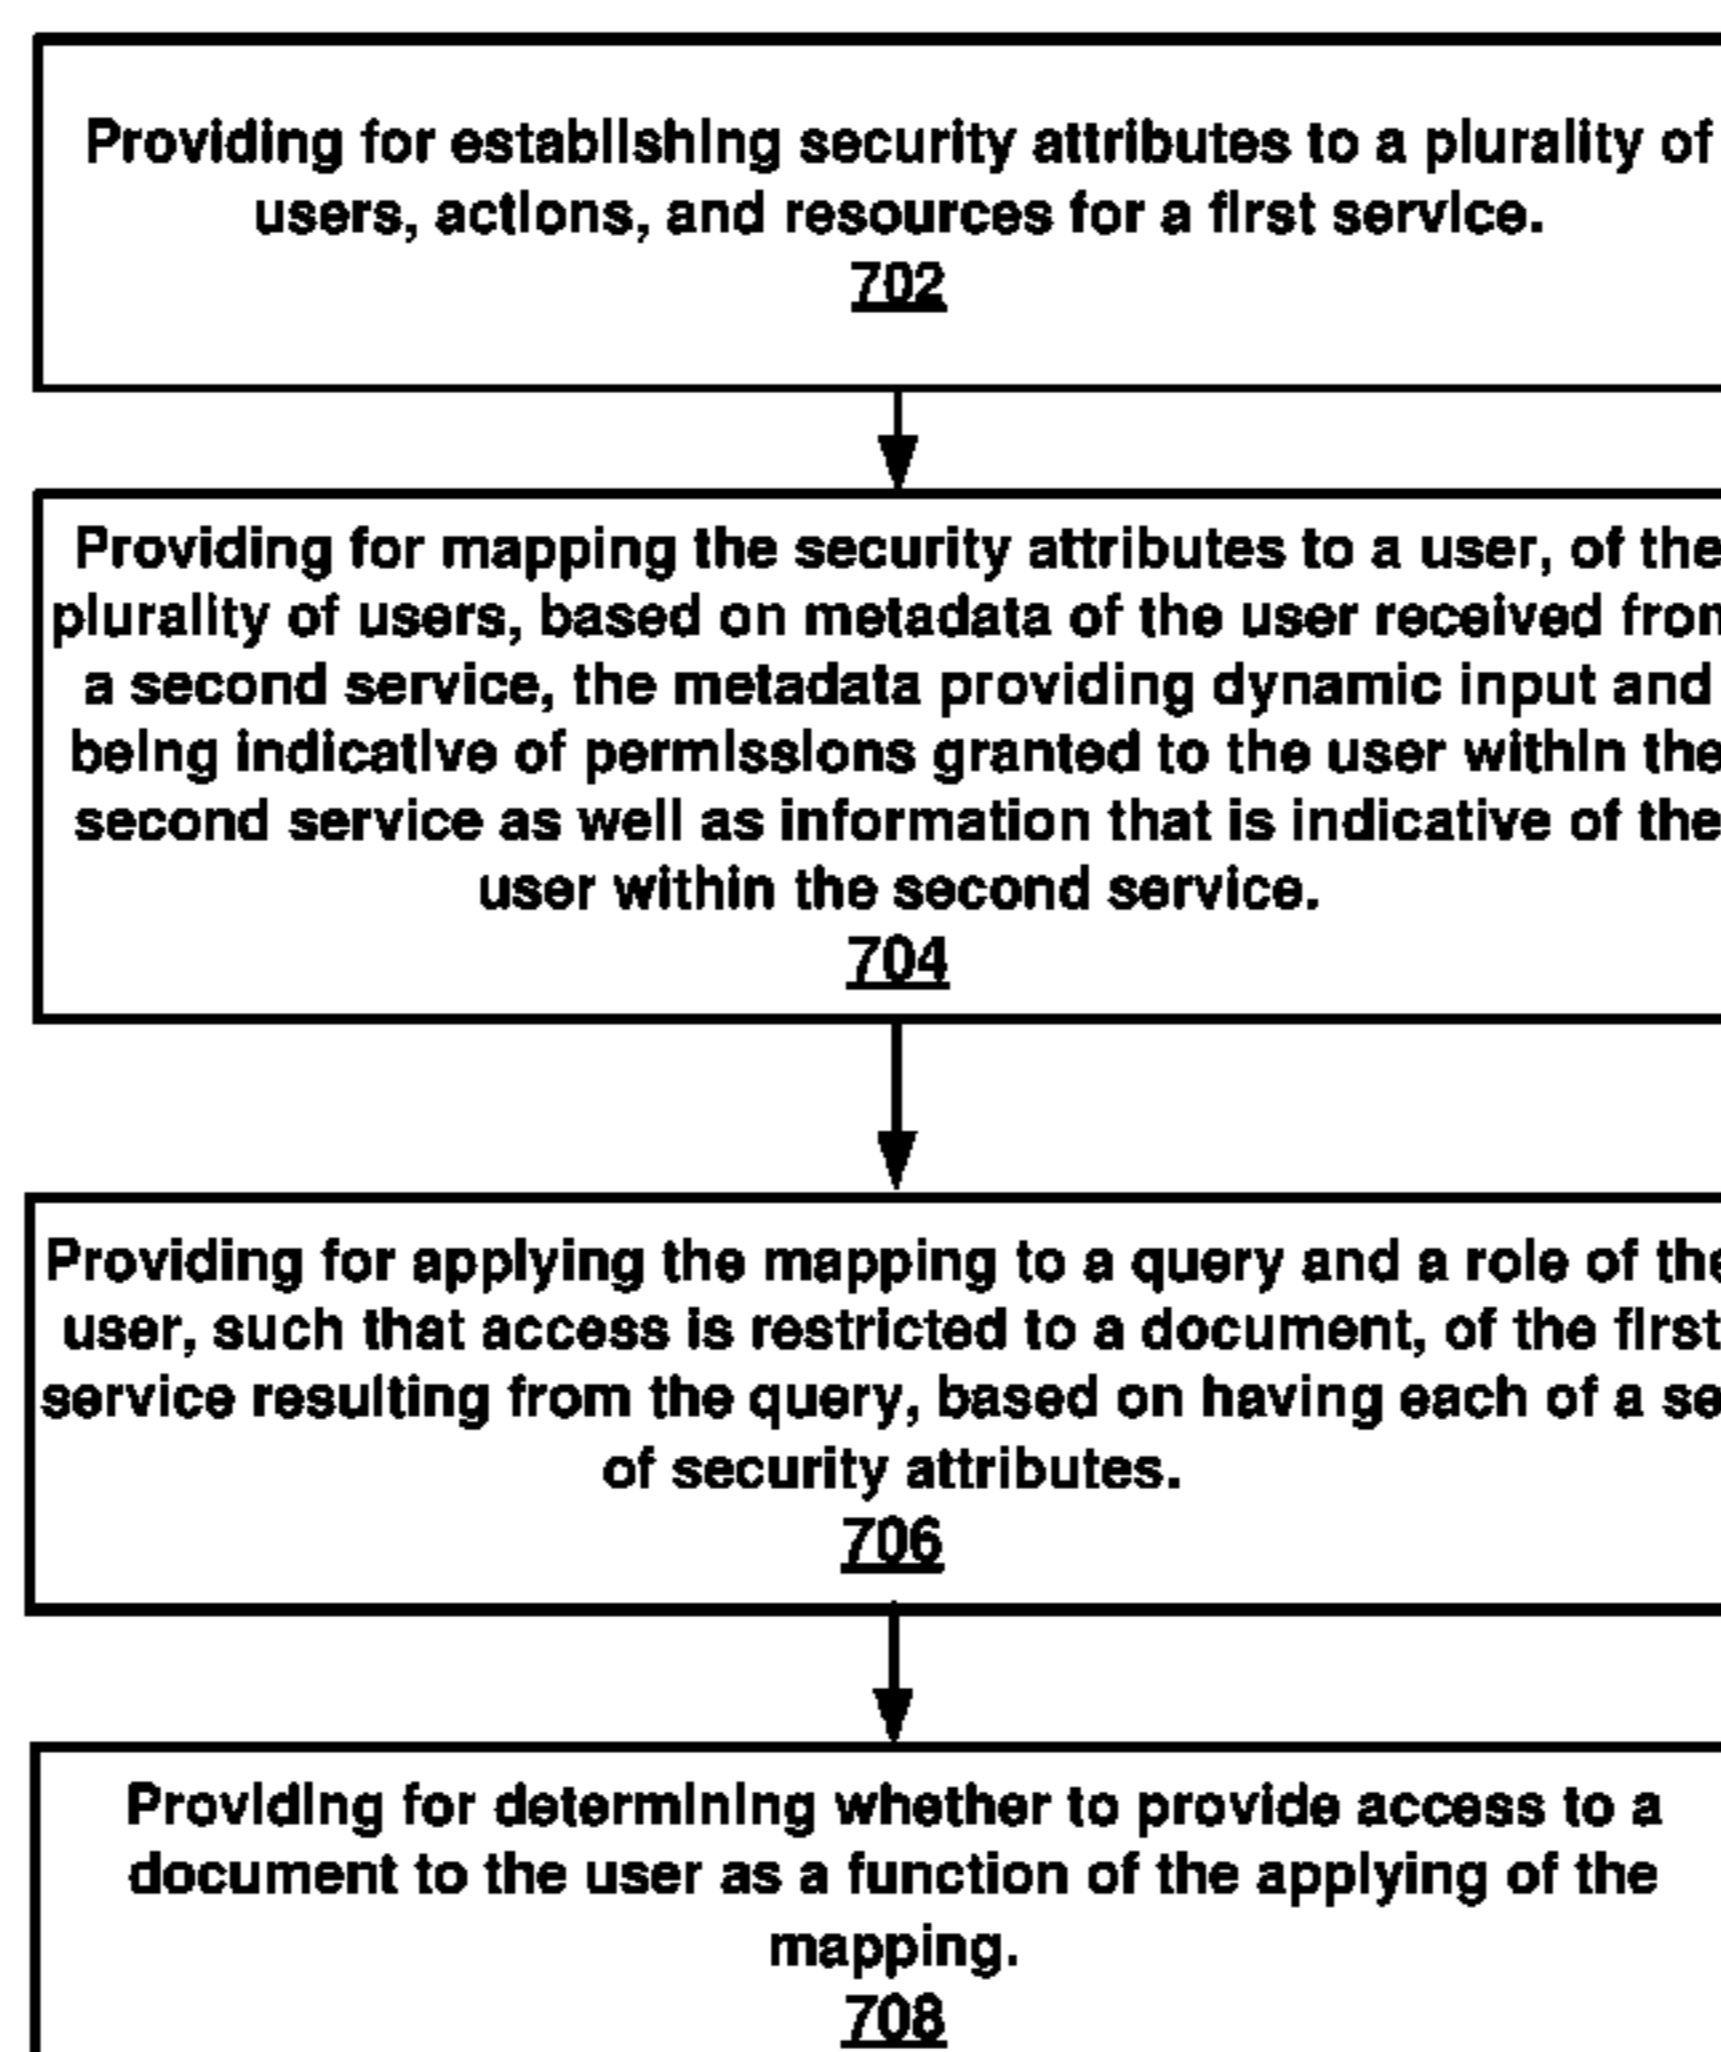 Providing for establishing security attributes to a plurality of
users, actions, and resources for a first service.
702
Providing for mapping the security attributes to a user, of the
plurality of users, based on metadata of the user received from
a second service, the metadata providing dynamic input and
being indicative of permissions granted to the user within the
second service as well as information that is indicative of the
user within the second service.
704
Providing for applying the mapping to a query and a role of the
user, such that access is restricted to a document, of the first
service resulting from the query, based on having each of a se
of security attributes.
706
Providing for determining whether to provide access to a
document to the user as a function of the applying of the
mapping.
708